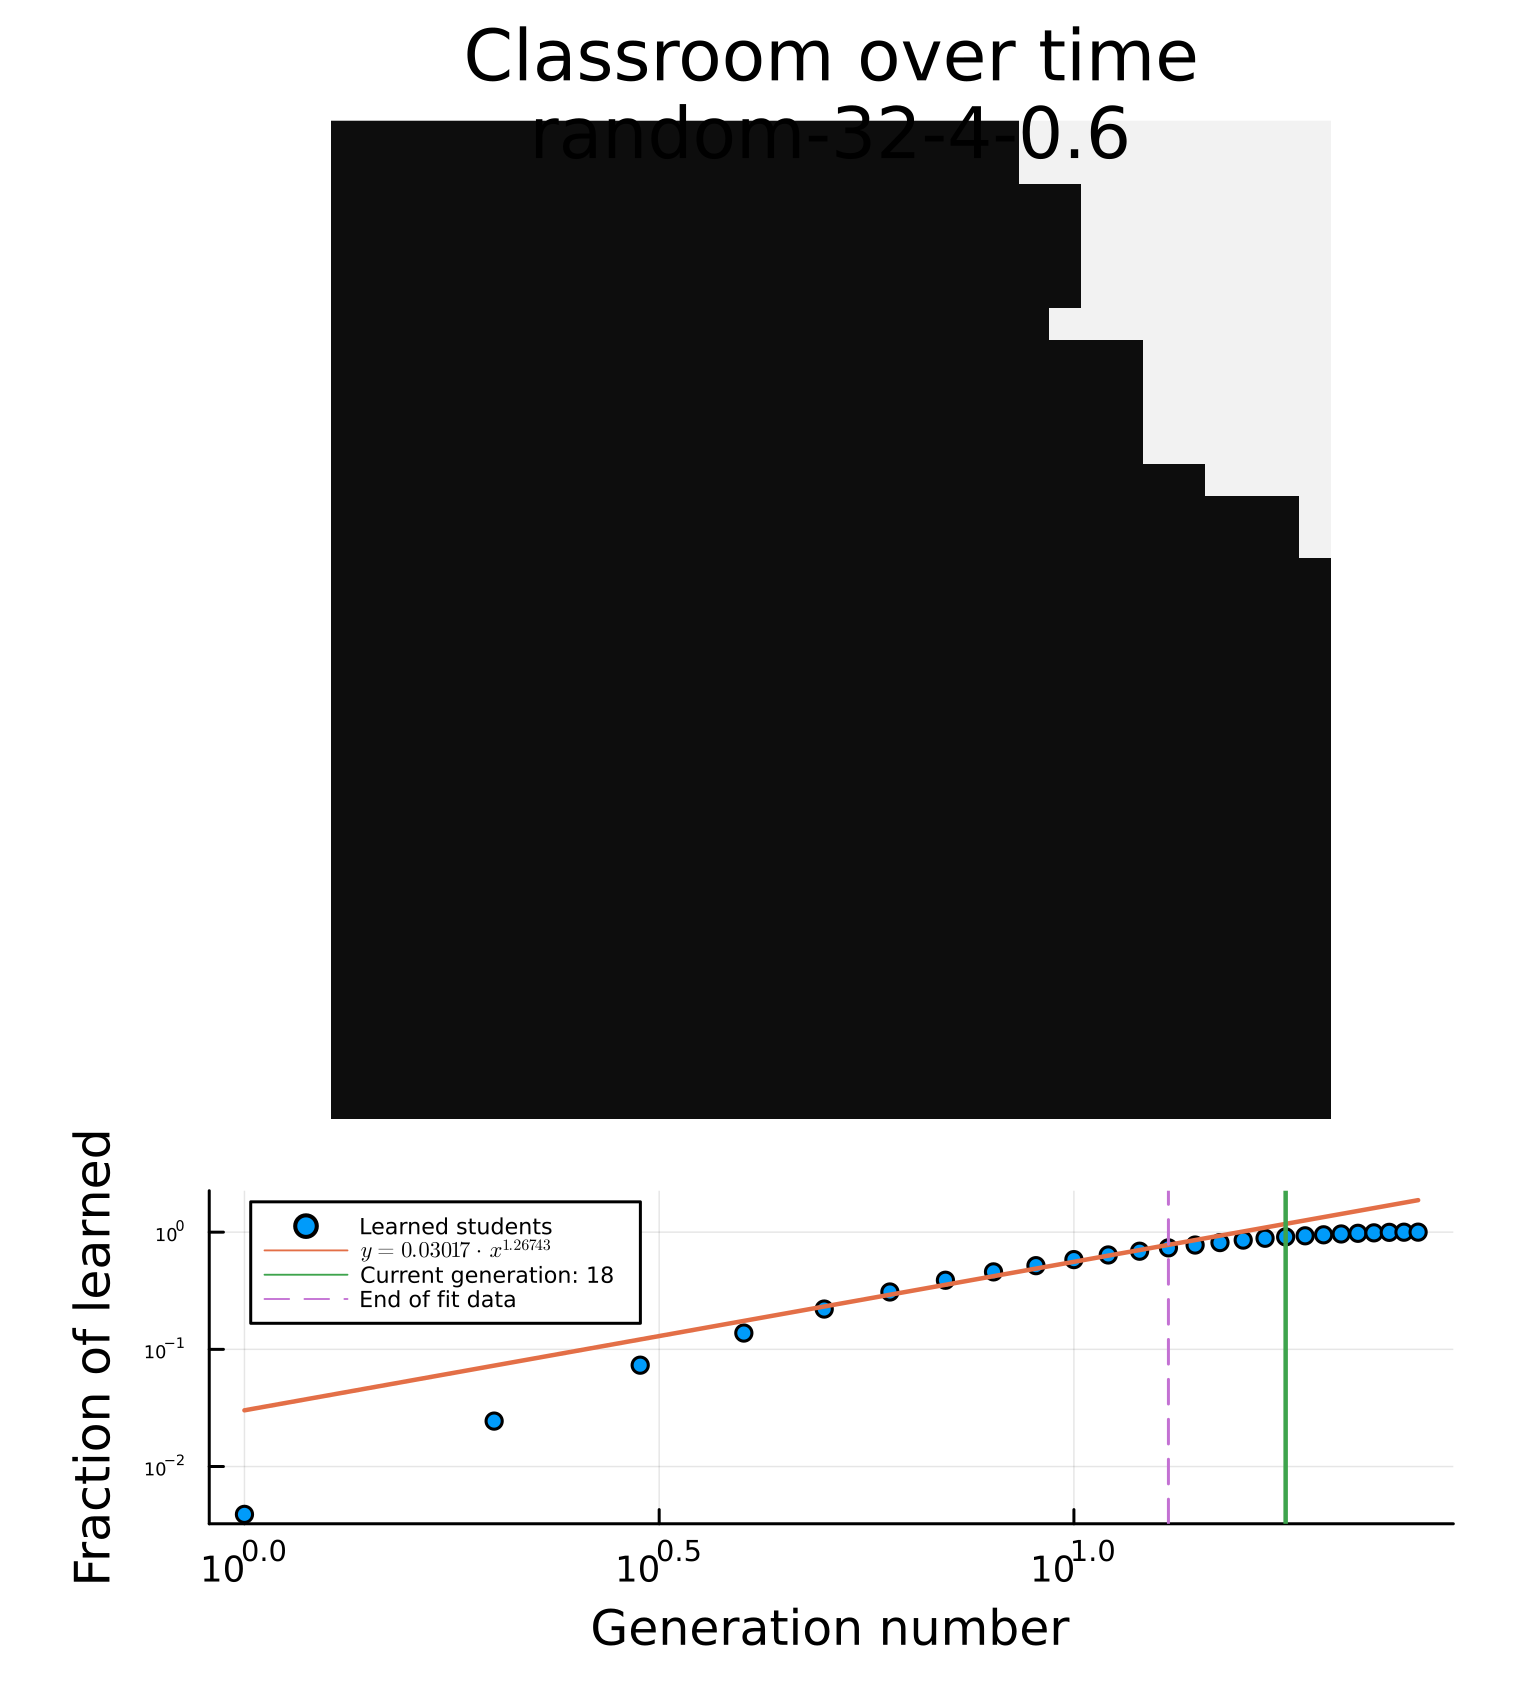 Classroom over time
random-32-4-0.6
Fraction of learned
10⁰
10⁻¹
10⁻²
Learned students
y = 0.03017 · x^1.26743
Current generation: 18
End of fit data
10^0.0
10^0.5
10^1.0
Generation number